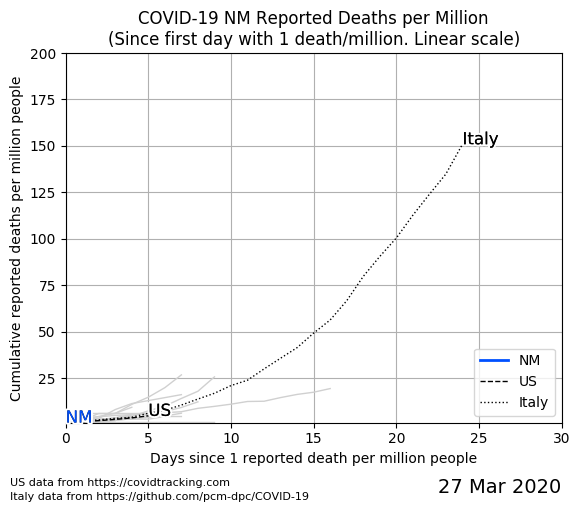 COVID-19 NM Reported Deaths per Million
(Since first day with 1 death/million. Linear scale)
Cumulative reported deaths per million people
200
175
150
125
100
75
50
25
Italy
US
NM
NM
US
Italy
0
5
10
15
20
25
30
Days since 1 reported death per million people
US data from https://covidtracking.com
Italy data from https://github.com/pcm-dpc/COVID-19
27 Mar 2020